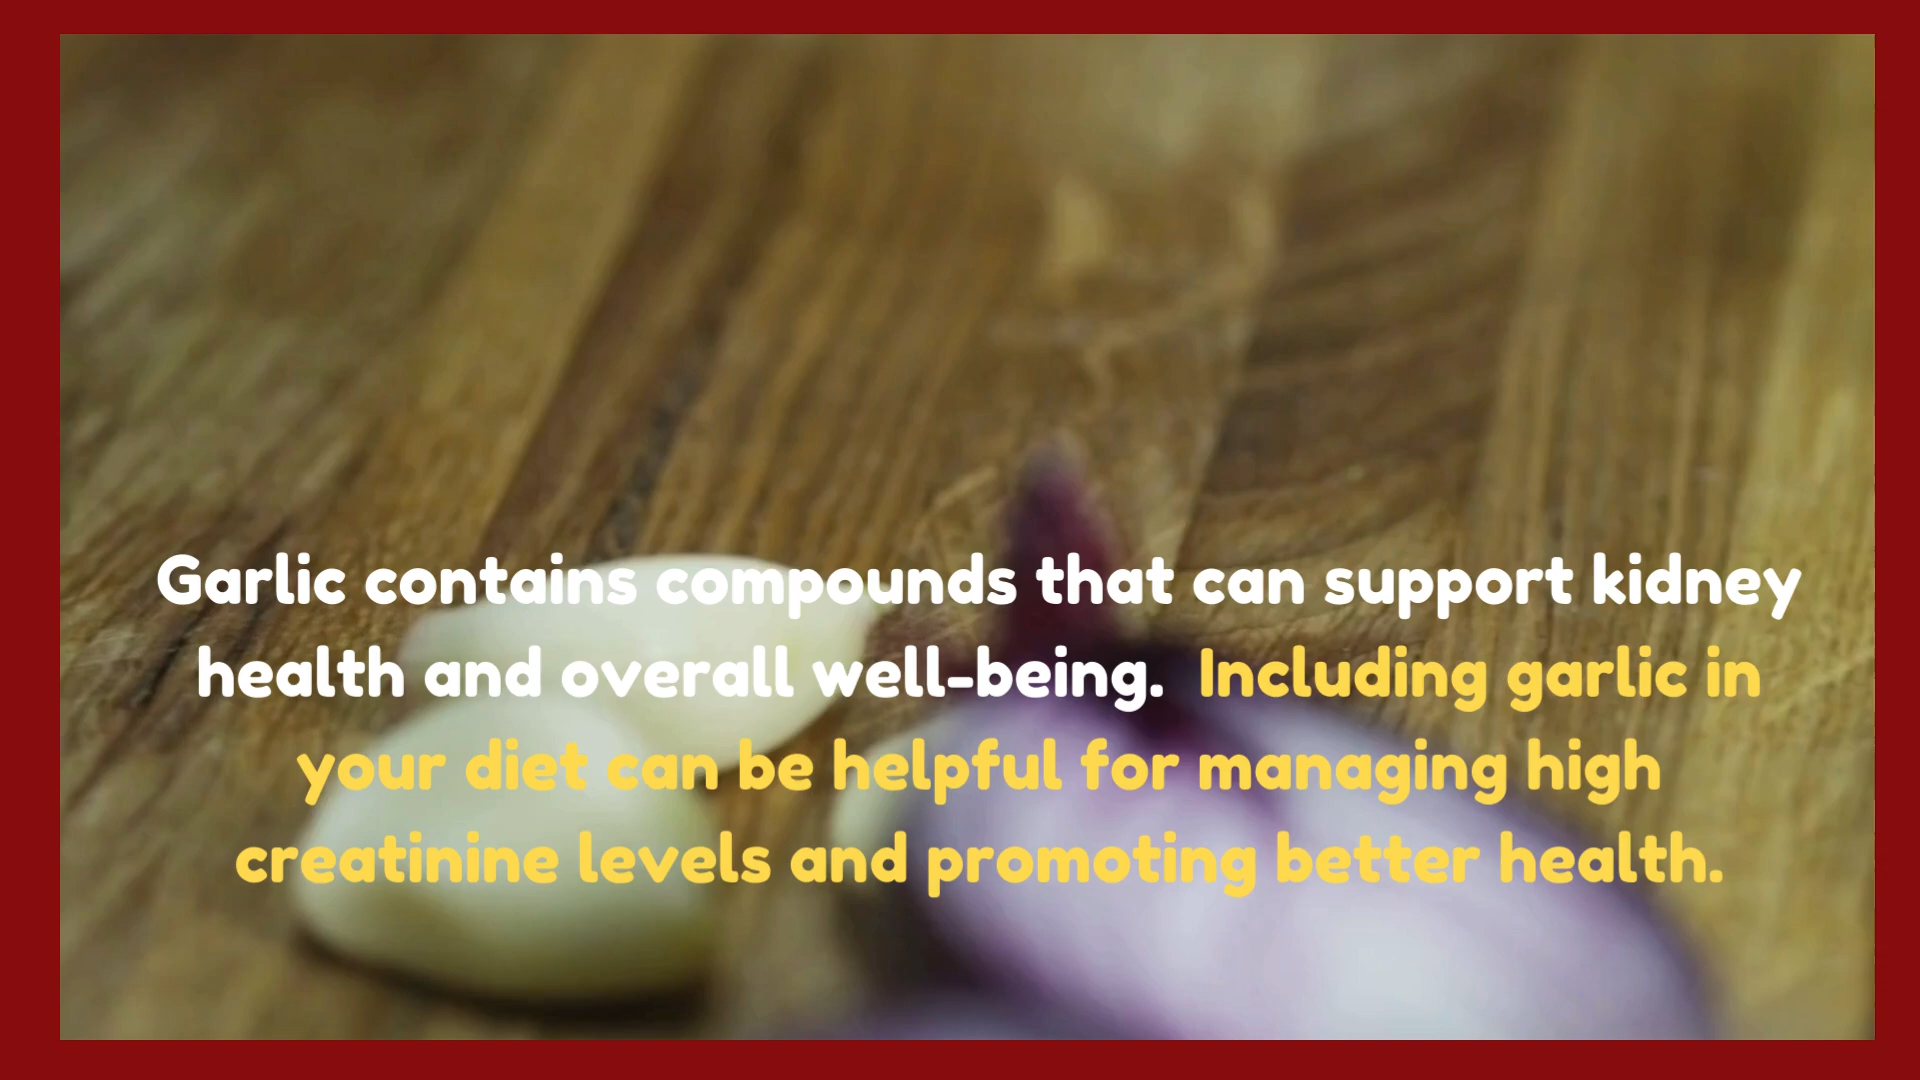 Garlic contains compounds that can support kidney
health and overall well-being. Including garlic in
your diet can be helpful for managing high
creatinine levels and promoting better health.